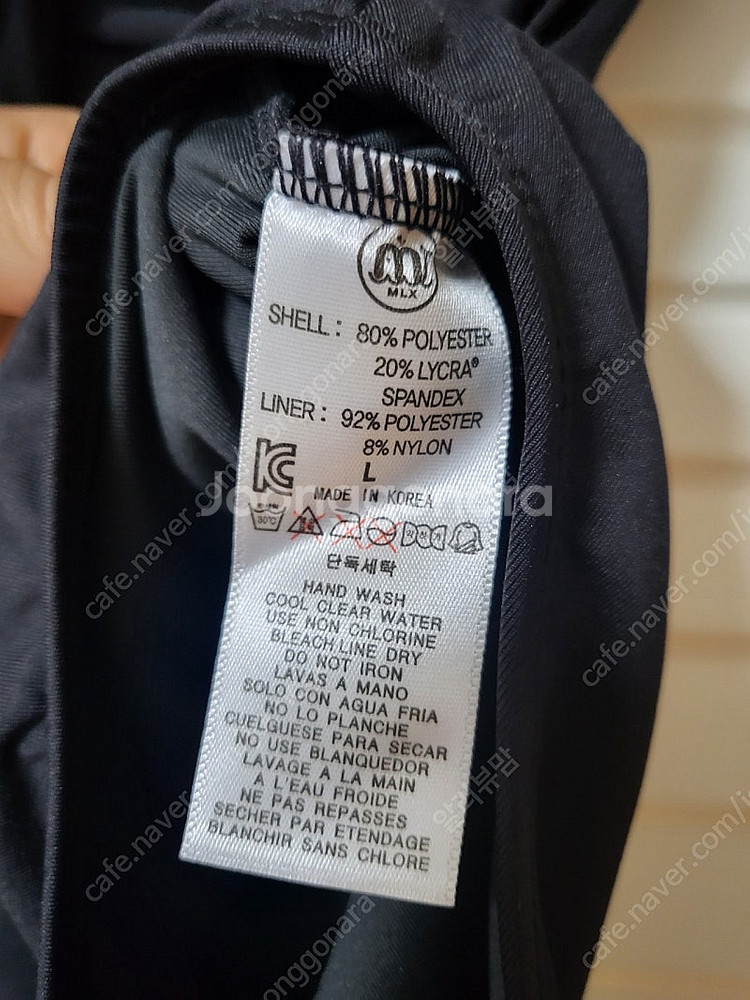 MLX
SHELL : 80% POLYESTER
20% LYCRA®
SPANDEX
LINER : 92% POLYESTER
8% NYLON
L
MADE IN KOREA
Joonggonara
30℃
단독세탁
HAND WASH
COOL CLEAR WATER
USE NON CHLORINE
BLEACH LINE DRY
DO NOT IRON
LAVAS A MANO
SOLO CON AGUA FRIA
NO LO PLANCHE
CUELGUESE PARA SECAR
NO USE BLANQUEDOR
LAVAGE A LA MAIN
A L'EAU FROIDE
NE PAS REPASSES
SECHER PAR ETENDAGE
BLANCHIR SANS CHLORE